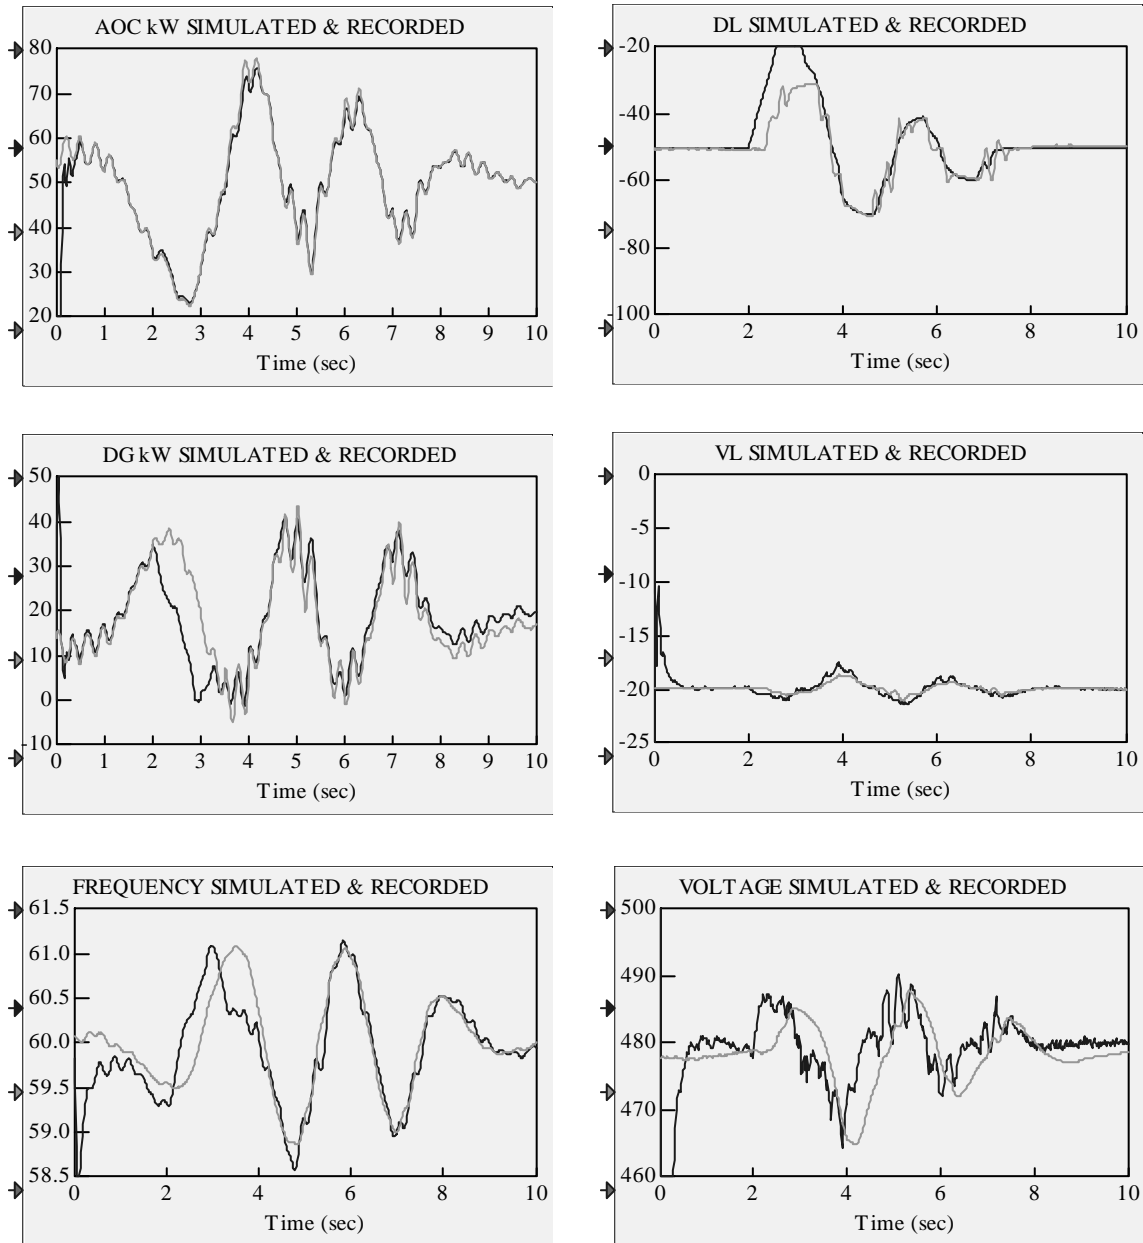 AOC kW SIMULATED & RECORDED
80
70
60
50
40
30
20
0 1 2 3 4 5 6 7 8 9 10
Time (sec)
DL SIMULATED & RECORDED
-20
-40
-60
-80
-100
0 2 4 6 8 10
Time (sec)
DG kW SIMULATED & RECORDED
50
40
30
20
10
0
-10
0 1 2 3 4 5 6 7 8 9 10
Time (sec)
VL SIMULATED & RECORDED
0
-5
-10
-15
-20
-25
0 2 4 6 8 10
Time (sec)
FREQUENCY SIMULATED & RECORDED
61.5
61.0
60.5
60.0
59.5
59.0
58.5
0 2 4 6 8 10
Time (sec)
VOLTAGE SIMULATED & RECORDED
500
490
480
470
460
0 2 4 6 8 10
Time (sec)